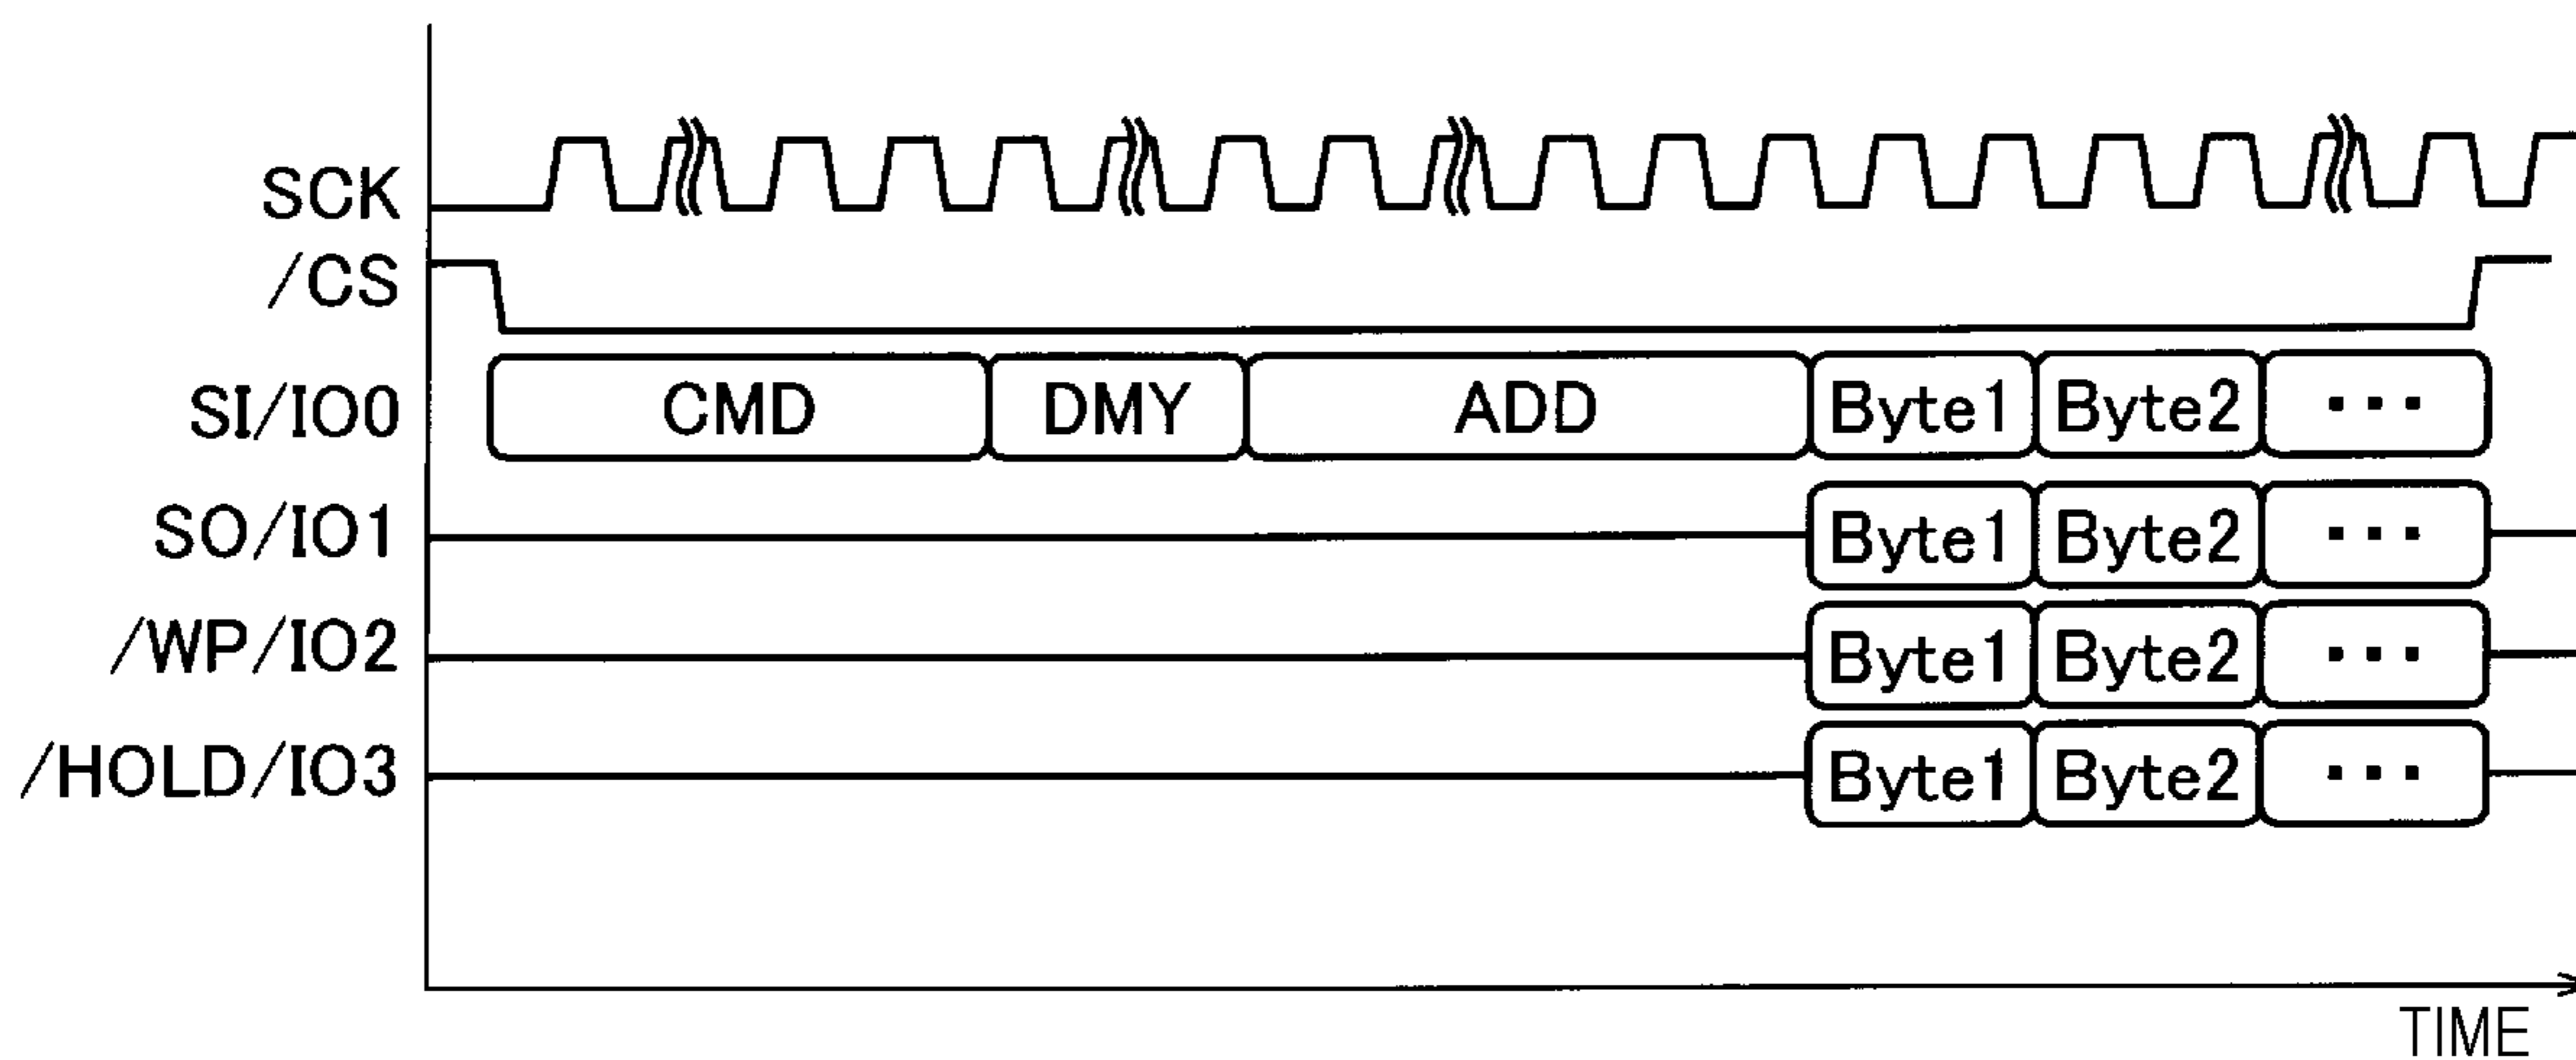 SCK
/CS
SI/IO0 CMD DMY ADD Byte1 Byte2 ···
SO/IO1 Byte1 Byte2 ···
/WP/IO2 Byte1 Byte2 ···
/HOLD/IO3 Byte1 Byte2 ···
TIME